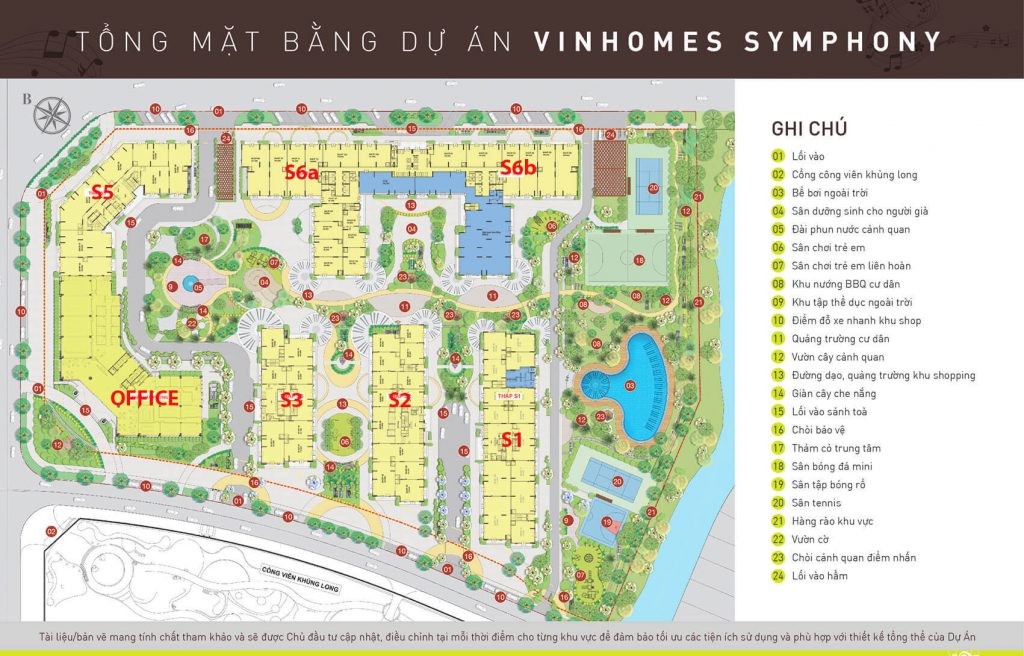 TỔNG MẶT BẰNG DỰ ÁN VINHOMES SYMPHONY
B
S5
S6a
S6b
OFFICE
S3
S2
THÁP S1
S1
CÔNG VIÊN KHỦNG LONG
GHI CHÚ
01 Lối vào
02 Cổng công viên khủng long
03 Bể bơi ngoài trời
04 Sân dưỡng sinh cho người già
05 Đài phun nước cảnh quan
06 Sân chơi trẻ em
07 Sân chơi trẻ em liên hoàn
08 Khu nướng BBQ cư dân
09 Khu tập thể dục ngoài trời
10 Điểm đỗ xe nhanh khu shop
11 Quảng trường cư dân
12 Vườn cây cảnh quan
13 Đường dạo, quảng trường khu shopping
14 Giàn cây che nắng
15 Lối vào sảnh toà
16 Chòi bảo vệ
17 Thảm cỏ trung tâm
18 Sân bóng đá mini
19 Sân tập bóng rổ
20 Sân tennis
21 Hàng rào khu vực
22 Vườn cờ
23 Chòi cảnh quan điểm nhấn
24 Lối vào hầm
Tài liệu/bản vẽ mang tính chất tham khảo và sẽ được Chủ đầu tư cập nhật, điều chỉnh tại mỗi thời điểm cho từng khu vực để đảm bảo tối ưu các tiện ích sử dụng và phù hợp với thiết kế tổng thể của Dự Án